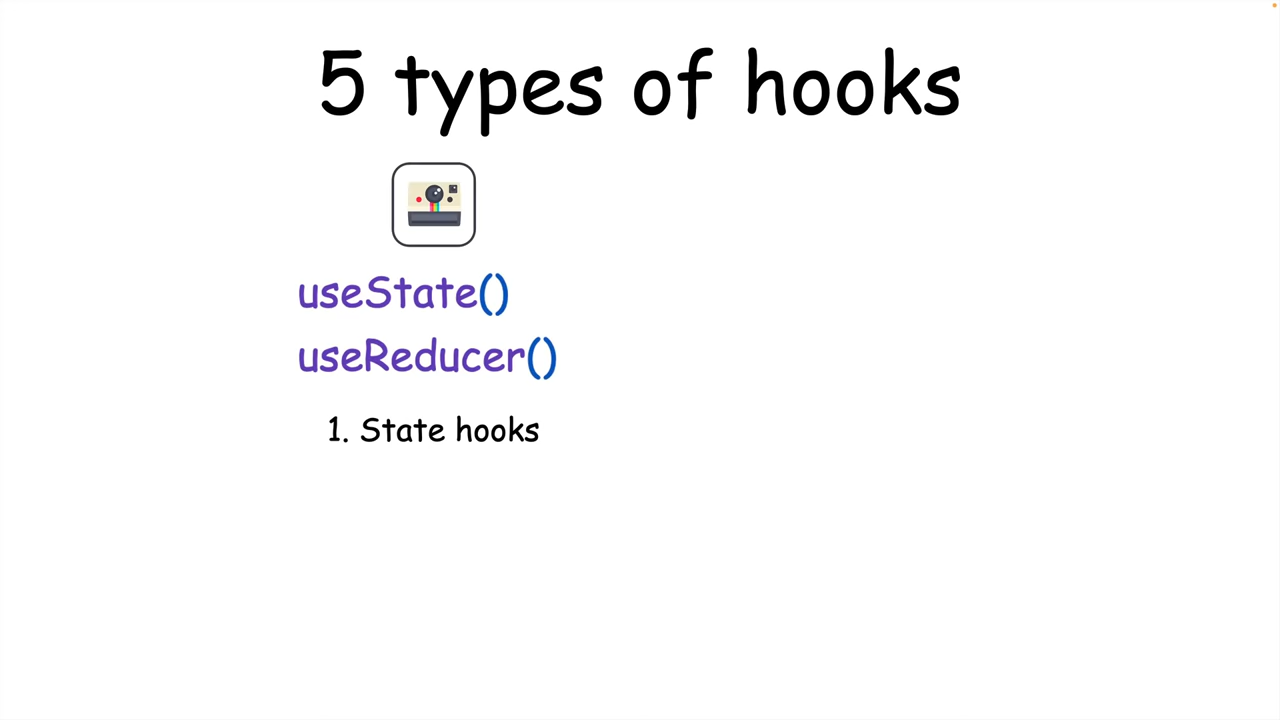 5 types of hooks
useState()
useReducer()
1. State hooks